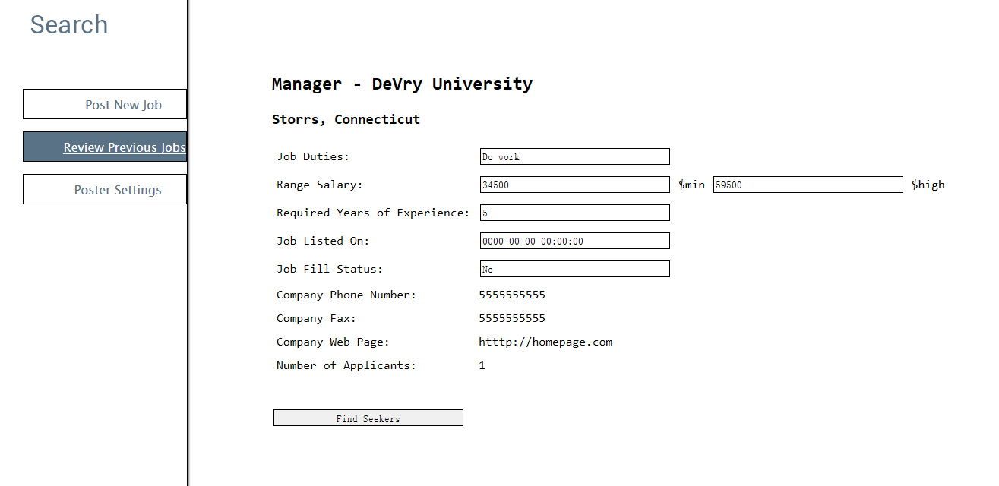 Search
Post New Job
Review Previous Jobs
Poster Settings
Manager - DeVry University
Storrs, Connecticut
Job Duties: Do work
Range Salary: 34500 $min 59500 $high
Required Years of Experience: 5
Job Listed On: 0000-00-00 00:00:00
Job Fill Status: No
Company Phone Number: 5555555555
Company Fax: 5555555555
Company Web Page: htttp://homepage.com
Number of Applicants: 1
Find Seekers